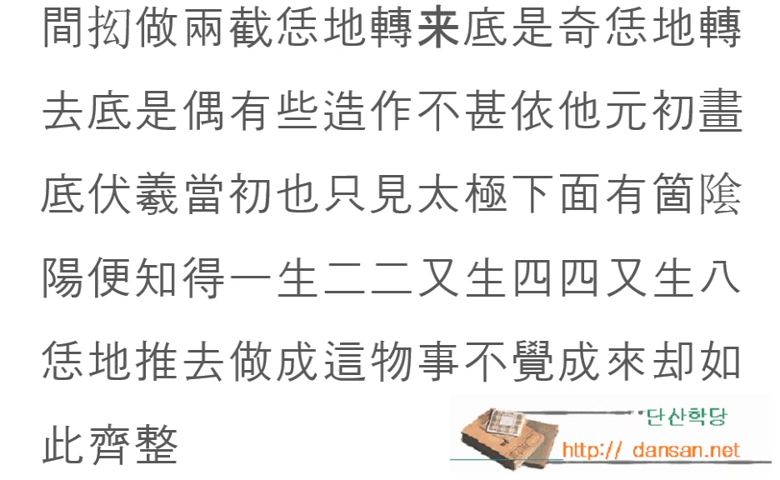 間抝做兩截恁地轉来底是奇恁地轉
去底是偶有些造作不甚依他元初畫
底伏羲當初也只見太極下面有箇隂
陽便知得一生二二又生四四又生八
恁地推去做成這物事不覺成來却如
此齊整
단산학당
http:// dansan.net